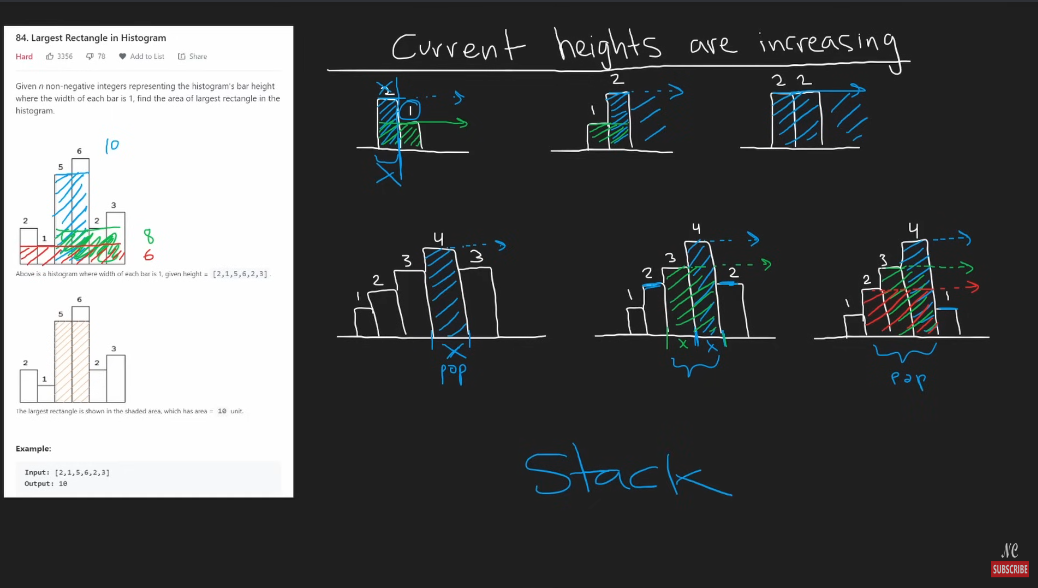 84. Largest Rectangle in Histogram
Hard 3356 78 Add to List Share
Given n non-negative integers representing the histogram's bar height
where the width of each bar is 1, find the area of largest rectangle in the
histogram.
10
6
5
3
2
2
1
8
6
Above is a histogram where width of each bar is 1, given height = [2,1,5,6,2,3].
6
5
3
2
2
1
The largest rectangle is shown in the shaded area, which has area = 10 unit.
Example:
Input: [2,1,5,6,2,3]
Output: 10
Current heights are increasing
2 1
X
X
1 2
2 2
1 2 3 4 3
X
pop
1 2 3 4 2
x x
1 2 3 4 1
pop
Stack
NC
SUBSCRIBE